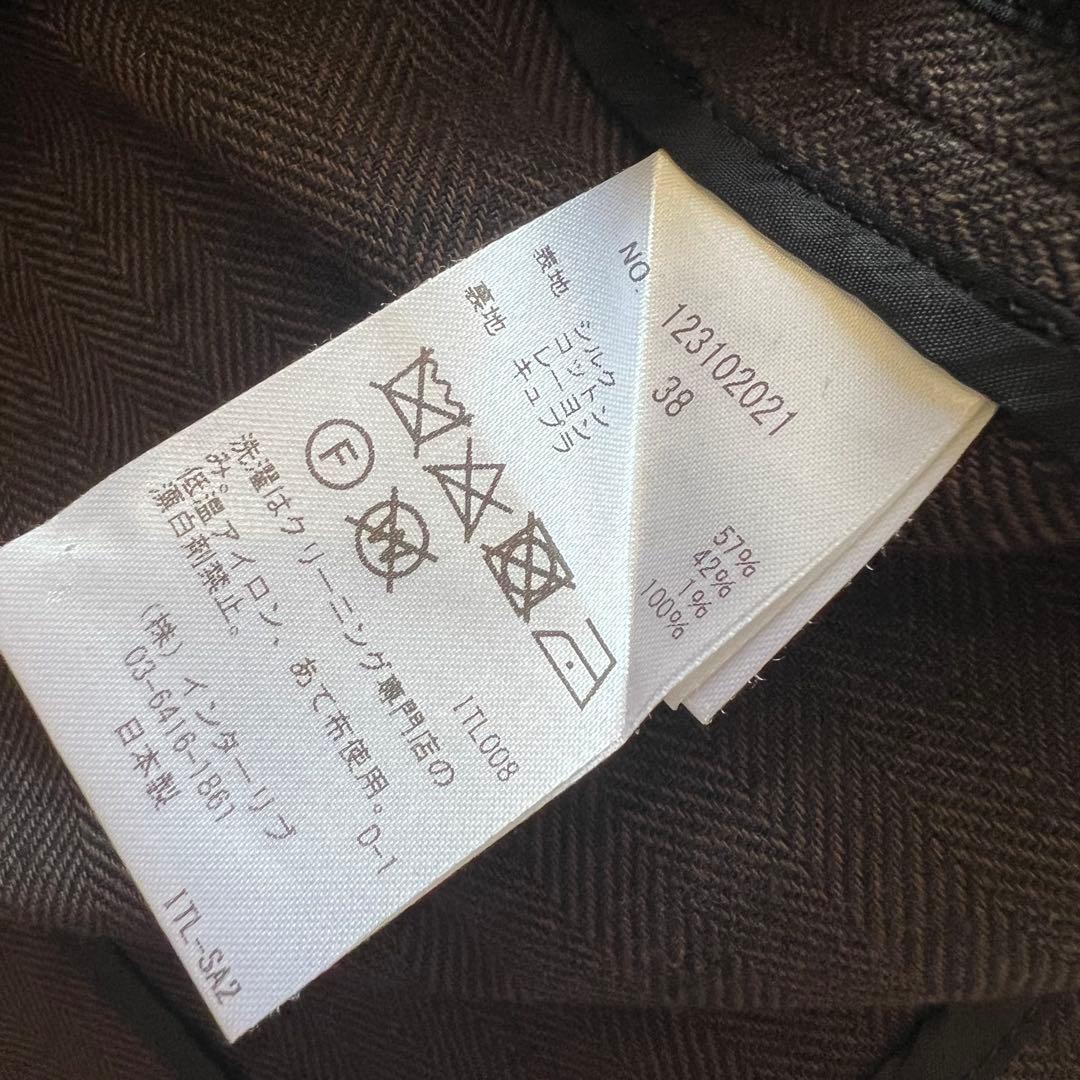 NO. 123102021
38
表地 シルク 57%
コットン 42%
レーヨン 1%
裏地 キュプラ 100%
F
ITL008
洗濯はクリーニング専門店の
み。低温アイロン、あて布使用。
漂白剤禁止。 D-1
(株)インターリブ
03-6416-1861
日本製
ITL-SA2